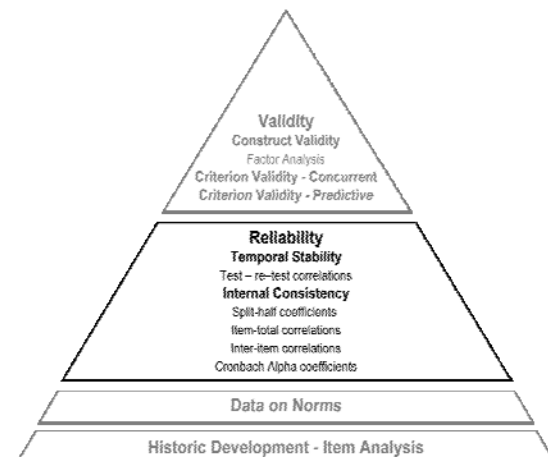 Validity
Construct Validity
Factor Analysis
Criterion Validity - Concurrent
Criterion Validity - Predictive
Reliability
Temporal Stability
Test – re–test correlations
Internal Consistency
Split-half coefficients
Item-total correlations
Inter-item correlations
Cronbach Alpha coefficients
Data on Norms
Historic Development - Item Analysis